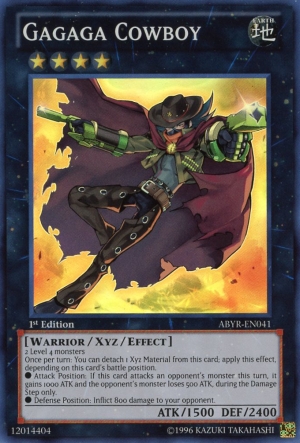 GAGAGA COWBOY
EARTH
地
ABYR-EN041
1st Edition
[WARRIOR / XYZ / EFFECT]
2 Level 4 monsters
Once per turn: You can detach 1 Xyz Material from this card; apply this effect,
depending on this card's battle position.
● Attack Position: If this card attacks an opponent's monster this turn, it
gains 1000 ATK and the opponent's monster loses 500 ATK, during the Damage
Step only.
● Defense Position: Inflict 800 damage to your opponent.
ATK/1500 DEF/2400
12014404
©1996 KAZUKI TAKAHASHI